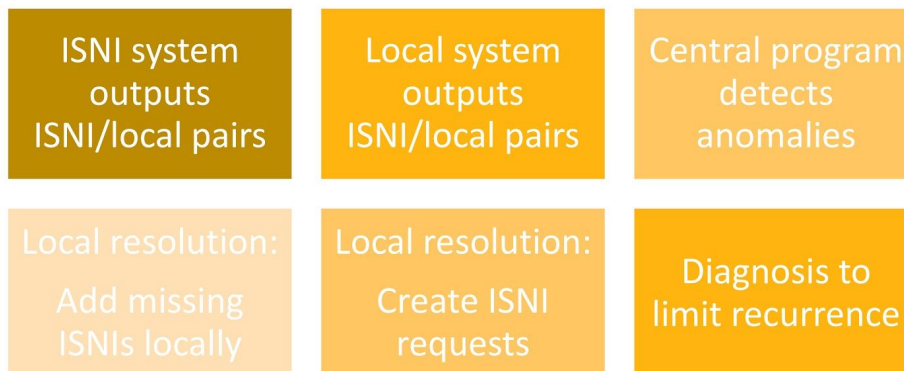 ISNI system
outputs
ISNI/local pairs
Local system
outputs
ISNI/local pairs
Central program
detects
anomalies
Local resolution:
Add missing
ISNIs locally
Local resolution:
Create ISNI
requests
Diagnosis to
limit recurrence